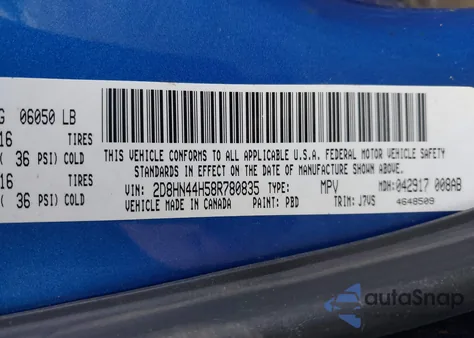 G 06050 LB
16 TIRES
( 36 PSI) COLD
16 TIRES
( 36 PSI) COLD
THIS VEHICLE CONFORMS TO ALL APPLICABLE U.S.A. FEDERAL MOTOR VEHICLE SAFETY
STANDARDS IN EFFECT ON THE DATE OF MANUFACTURE SHOWN ABOVE.
VIN: 2D8HN44H58R780835 TYPE: MPV MDH: 042917 008AB
VEHICLE MADE IN CANADA PAINT: PBD TRIM: J7VS 4648509
autoSnap